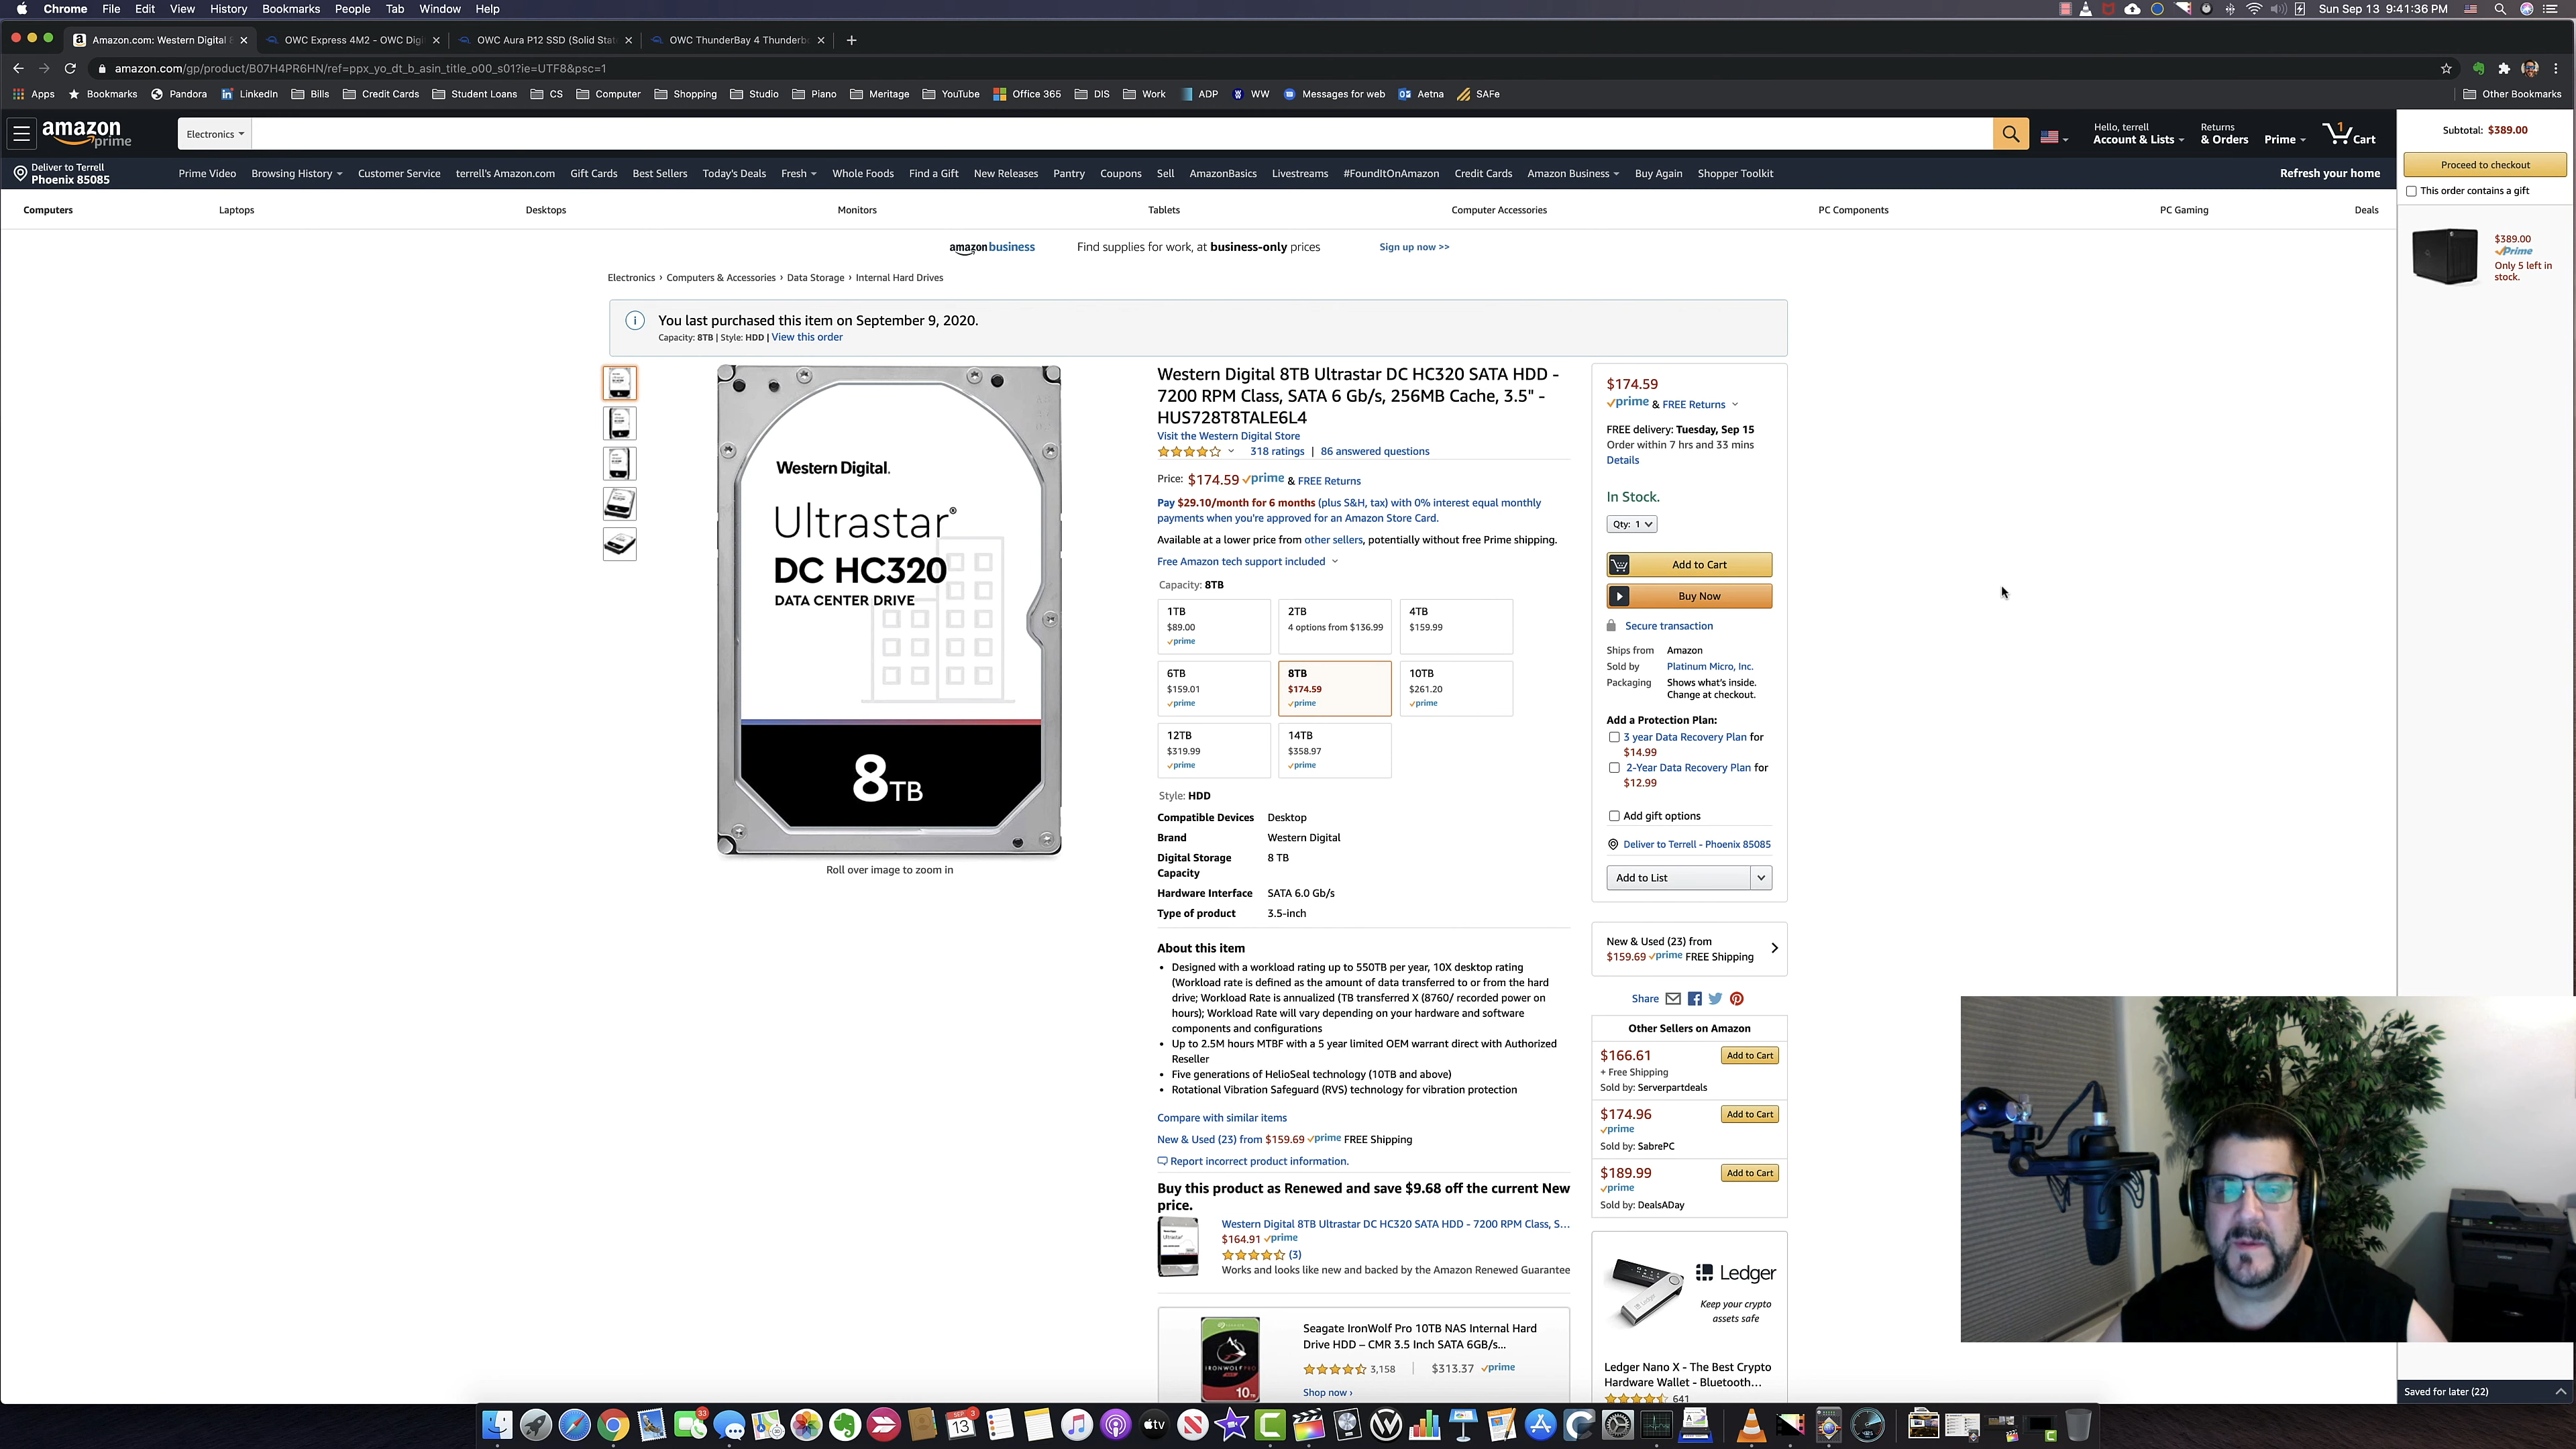 Chrome File Edit View History Bookmarks People Tab Window Help
Sun Sep 13 9:41:36 PM
Amazon.com: Western Digital 8
OWC Express 4M2 - OWC Digi
OWC Aura P12 SSD (Solid Stat
OWC ThunderBay 4 Thunderb
amazon.com/gp/product/B07H4PR6HN/ref=ppx_yo_dt_b_asin_title_o00_s01?ie=UTF8&psc=1
Apps Bookmarks Pandora LinkedIn Bills Credit Cards Student Loans CS Computer Shopping Studio Piano Meritage YouTube Office 365 DIS Work ADP WW Messages for web Aetna SAFe Other Bookmarks
amazon prime
Electronics
Hello, terrell
Account & Lists
Returns
& Orders
Prime
1
Cart
Deliver to Terrell
Phoenix 85085
Prime Video Browsing History Customer Service terrell's Amazon.com Gift Cards Best Sellers Today's Deals Fresh Whole Foods Find a Gift New Releases Pantry Coupons Sell AmazonBasics Livestreams #FoundItOnAmazon Credit Cards Amazon Business Buy Again Shopper Toolkit
Refresh your home
Subtotal: $389.00
Proceed to checkout
This order contains a gift
$389.00
prime
Only 5 left in
stock.
Computers Laptops Desktops Monitors Tablets Computer Accessories PC Components PC Gaming Deals
amazon business Find supplies for work, at business-only prices Sign up now >>
Electronics › Computers & Accessories › Data Storage › Internal Hard Drives
You last purchased this item on September 9, 2020.
Capacity: 8TB | Style: HDD | View this order
Western Digital.
Ultrastar®
DC HC320
DATA CENTER DRIVE
8TB
Roll over image to zoom in
Western Digital 8TB Ultrastar DC HC320 SATA HDD -
7200 RPM Class, SATA 6 Gb/s, 256MB Cache, 3.5" -
HUS728T8TALE6L4
Visit the Western Digital Store
318 ratings | 86 answered questions
Price: $174.59 prime & FREE Returns
Pay $29.10/month for 6 months (plus S&H, tax) with 0% interest equal monthly
payments when you're approved for an Amazon Store Card.
Available at a lower price from other sellers, potentially without free Prime shipping.
Free Amazon tech support included
Capacity: 8TB
1TB
$89.00
prime
2TB
4 options from $136.99
4TB
$159.99
6TB
$159.01
prime
8TB
$174.59
prime
10TB
$261.20
prime
12TB
$319.99
prime
14TB
$358.97
prime
Style: HDD
Compatible Devices Desktop
Brand Western Digital
Digital Storage 8 TB
Capacity
Hardware Interface SATA 6.0 Gb/s
Type of product 3.5-inch
About this item
• Designed with a workload rating up to 550TB per year, 10X desktop rating
(Workload rate is defined as the amount of data transferred to or from the hard
drive; Workload Rate is annualized (TB transferred X (8760/ recorded power on
hours); Workload Rate will vary depending on your hardware and software
components and configurations
• Up to 2.5M hours MTBF with a 5 year limited OEM warrant direct with Authorized
Reseller
• Five generations of HelioSeal technology (10TB and above)
• Rotational Vibration Safeguard (RVS) technology for vibration protection
Compare with similar items
New & Used (23) from $159.69 prime FREE Shipping
Report incorrect product information.
Buy this product as Renewed and save $9.68 off the current New
price.
Western Digital 8TB Ultrastar DC HC320 SATA HDD - 7200 RPM Class, S...
$164.91 prime
(3)
Works and looks like new and backed by the Amazon Renewed Guarantee
Seagate IronWolf Pro 10TB NAS Internal Hard
Drive HDD – CMR 3.5 Inch SATA 6GB/s...
3,158 | $313.37 prime
Shop now ›
IRONWOLF PRO
10TB
$174.59
prime & FREE Returns
FREE delivery: Tuesday, Sep 15
Order within 7 hrs and 33 mins
Details
In Stock.
Qty: 1
Add to Cart
Buy Now
Secure transaction
Ships from Amazon
Sold by Platinum Micro, Inc.
Packaging Shows what's inside.
Change at checkout.
Add a Protection Plan:
3 year Data Recovery Plan for
$14.99
2-Year Data Recovery Plan for
$12.99
Add gift options
Deliver to Terrell - Phoenix 85085
Add to List
New & Used (23) from
$159.69 prime FREE Shipping
Share
Other Sellers on Amazon
$166.61 Add to Cart
+ Free Shipping
Sold by: Serverpartdeals
$174.96 Add to Cart
prime
Sold by: SabrePC
$189.99 Add to Cart
prime
Sold by: DealsADay
Ledger
Keep your crypto
assets safe
Ledger Nano X - The Best Crypto
Hardware Wallet - Bluetooth...
641
Saved for later (22)
33
SEP 3
13
tv